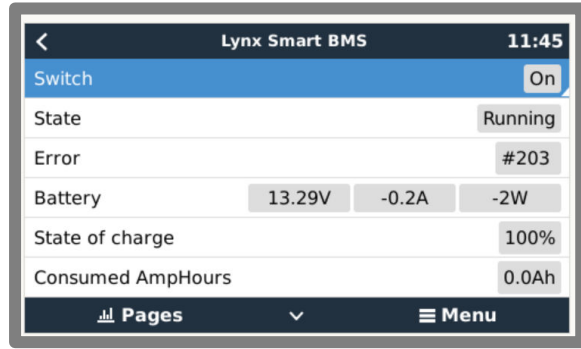 Lynx Smart BMS 11:45
Switch On
State Running
Error #203
Battery 13.29V -0.2A -2W
State of charge 100%
Consumed AmpHours 0.0Ah
Pages Menu